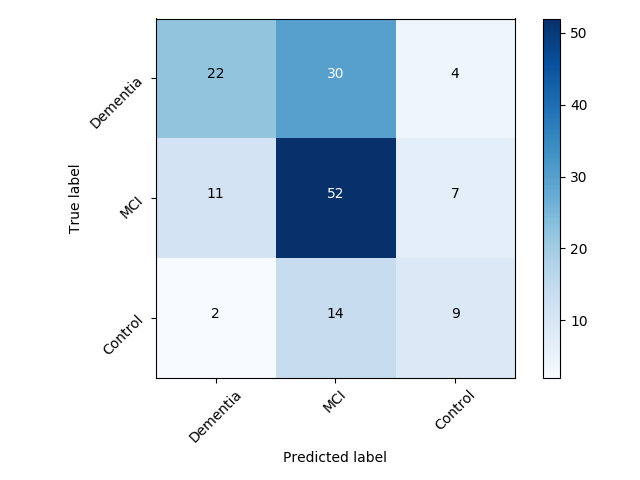 True label
Dementia 22 30 4
MCI 11 52 7
Control 2 14 9
Dementia MCI Control
Predicted label
50
40
30
20
10